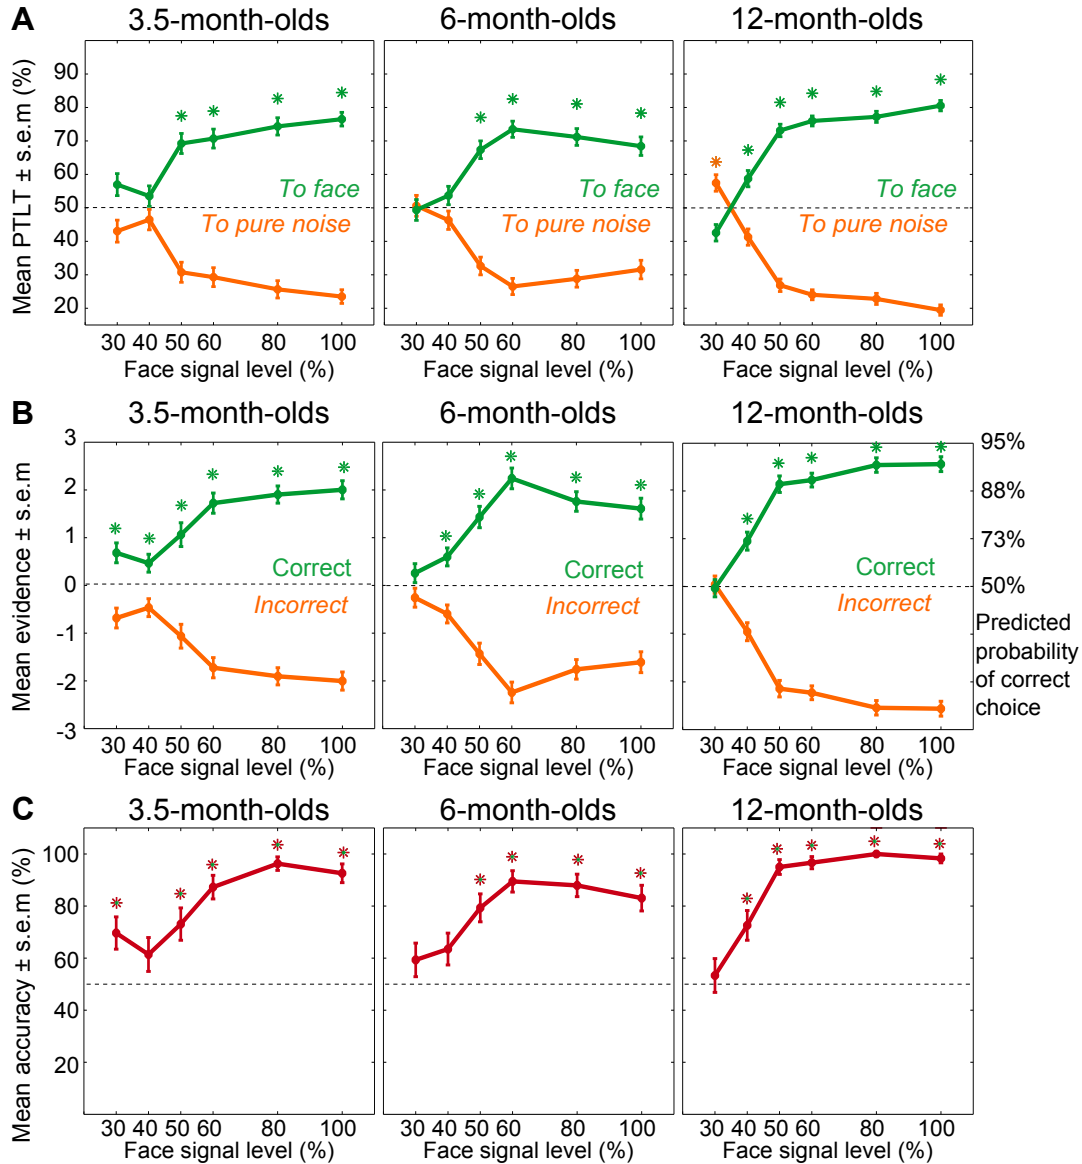 A
3.5-month-olds
6-month-olds
12-month-olds
Mean PTLT ± s.e.m (%)
90
80
70
60
50
40
30
20
To face
To pure noise
To face
To pure noise
To face
To pure noise
30 40 50 60 80 100
30 40 50 60 80 100
30 40 50 60 80 100
Face signal level (%)
Face signal level (%)
Face signal level (%)
B
3.5-month-olds
6-month-olds
12-month-olds
Mean evidence ± s.e.m
3
2
1
0
-1
-2
-3
Correct
Incorrect
Correct
Incorrect
Correct
Incorrect
95%
88%
73%
50%
Predicted
probability
of correct
choice
30 40 50 60 80 100
30 40 50 60 80 100
30 40 50 60 80 100
Face signal level (%)
Face signal level (%)
Face signal level (%)
C
3.5-month-olds
6-month-olds
12-month-olds
Mean accuracy ± s.e.m (%)
100
80
60
40
20
30 40 50 60 80 100
30 40 50 60 80 100
30 40 50 60 80 100
Face signal level (%)
Face signal level (%)
Face signal level (%)